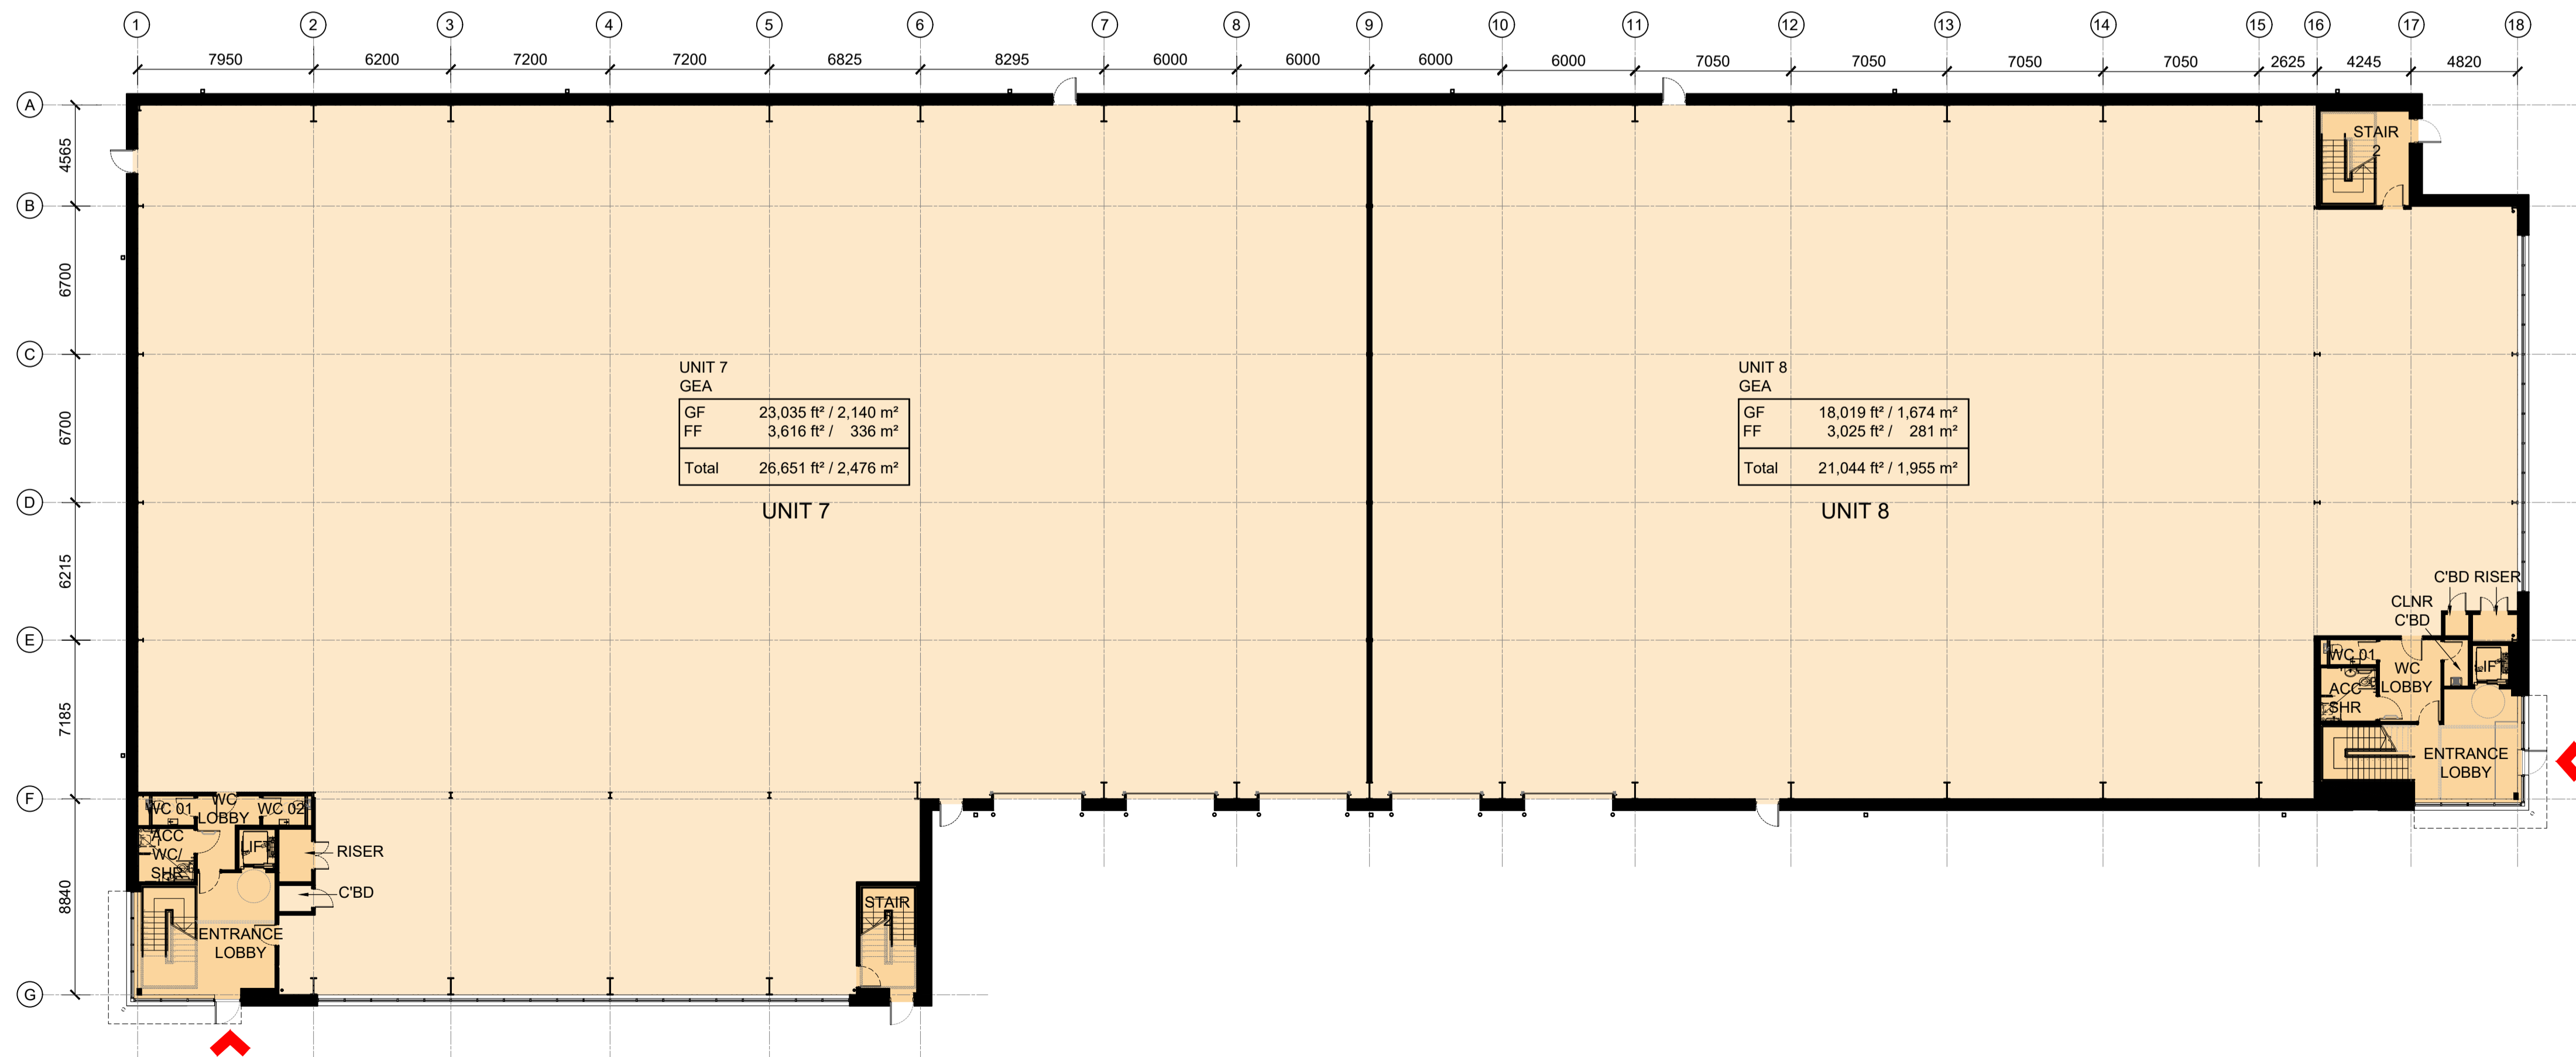 1 2 3 4 5 6 7 8 9 10 11 12 13 14 15 16 17 18
7950 6200 7200 7200 6825 8295 6000 6000 6000 6000 7050 7050 7050 7050 2625 4245 4820
A
4565
B
6700
C
6700
D
6215
E
7185
F
8840
G
STAIR
2
UNIT 7
GEA
GF 23,035 ft² / 2,140 m²
FF 3,616 ft² / 336 m²
Total 26,651 ft² / 2,476 m²
UNIT 7
UNIT 8
GEA
GF 18,019 ft² / 1,674 m²
FF 3,025 ft² / 281 m²
Total 21,044 ft² / 1,955 m²
UNIT 8
C'BD RISER
CLNR
C'BD
WC 01
WC
LOBBY
LIF
ACC
SHR
ENTRANCE
LOBBY
WC 01
WC
LOBBY
WC 02
ACC
WC/
SHR
LIF
RISER
C'BD
ENTRANCE
LOBBY
STAIR
2